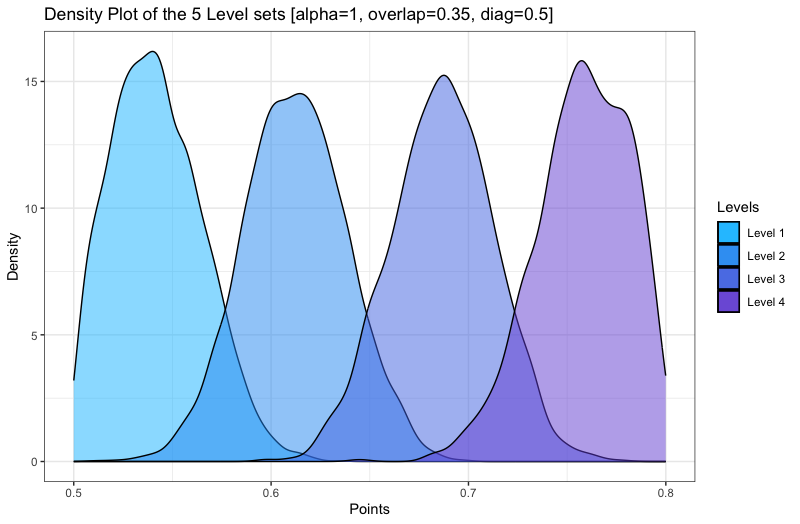 Density Plot of the 5 Level sets [alpha=1, overlap=0.35, diag=0.5]
Density
15
10
5
0
0.5 0.6 0.7 0.8
Points
Levels
Level 1
Level 2
Level 3
Level 4